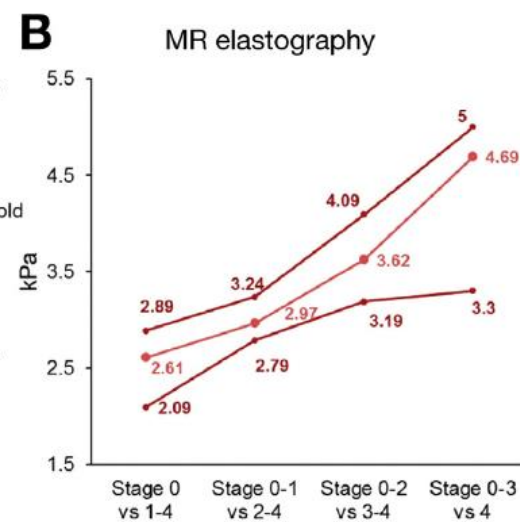 B
MR elastography
5.5
4.5
3.5
2.5
1.5
kPa
old
2.89
3.24
4.09
5
2.61
2.97
3.62
4.69
2.09
2.79
3.19
3.3
Stage 0
vs 1-4
Stage 0-1
vs 2-4
Stage 0-2
vs 3-4
Stage 0-3
vs 4